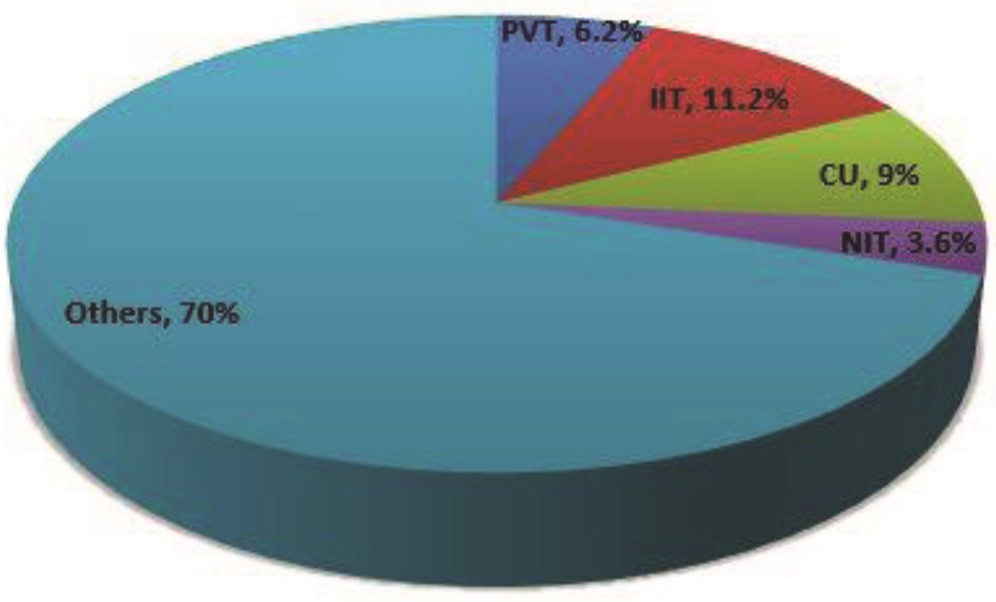 PVT, 6.2%
IIT, 11.2%
CU, 9%
NIT, 3.6%
Others, 70%